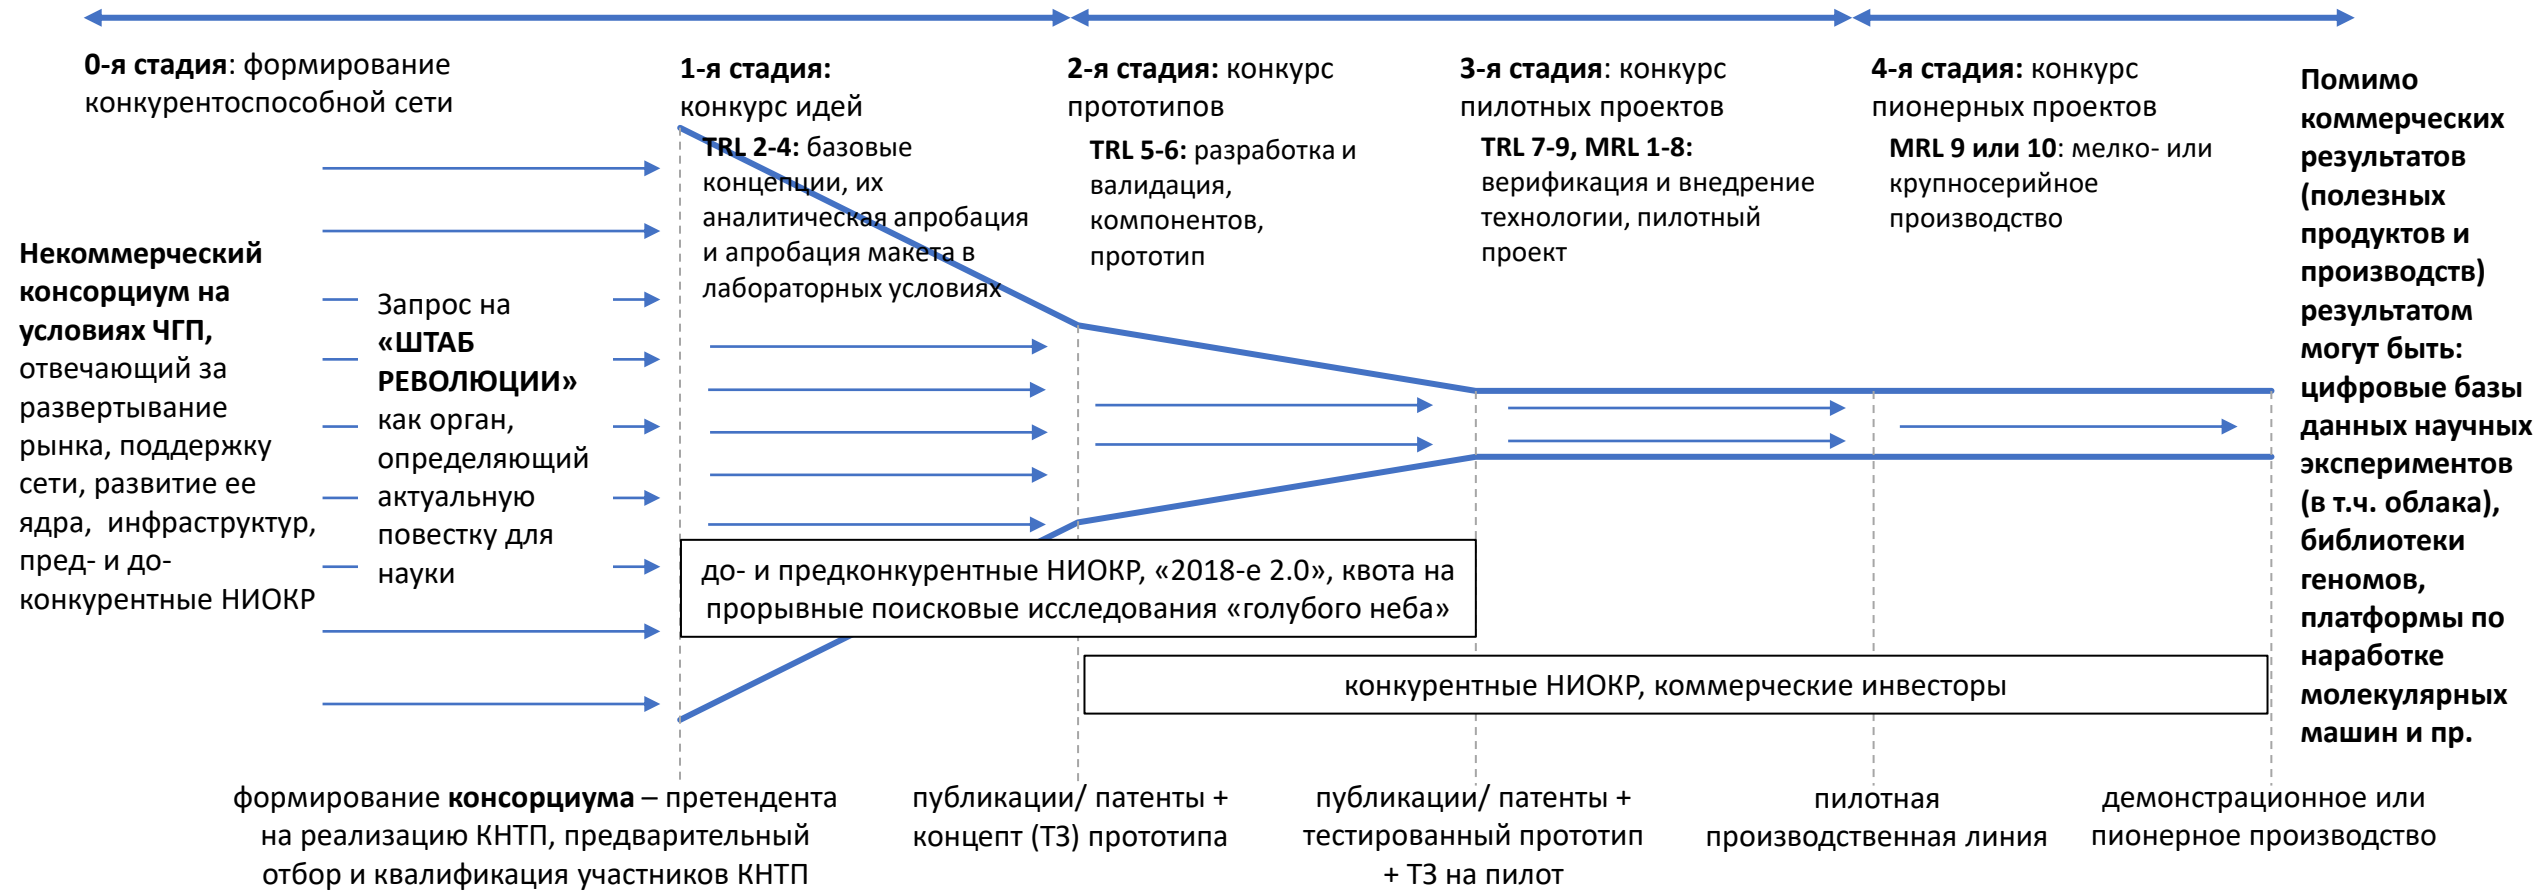 0-я стадия: формирование
конкурентоспособной сети
1-я стадия:
конкурс идей
2-я стадия: конкурс
прототипов
3-я стадия: конкурс
пилотных проектов
4-я стадия: конкурс
пионерных проектов
TRL 2-4: базовые
концепции, их
аналитическая апробация
и апробация макета в
лабораторных условиях
TRL 5-6: разработка и
валидация,
компонентов,
прототип
TRL 7-9, MRL 1-8:
верификация и внедрение
технологии, пилотный
проект
MRL 9 или 10: мелко- или
крупносерийное
производство
Некоммерческий
консорциум на
условиях ЧГП,
отвечающий за
развертывание
рынка, поддержку
сети, развитие ее
ядра, инфраструктур,
пред- и до-
конкурентные НИОКР
Запрос на
«ШТАБ
РЕВОЛЮЦИИ»
как орган,
определяющий
актуальную
повестку для
науки
до- и предконкурентные НИОКР, «2018-е 2.0», квота на
прорывные поисковые исследования «голубого неба»
конкурентные НИОКР, коммерческие инвесторы
Помимо
коммерческих
результатов
(полезных
продуктов и
производств)
результатом
могут быть:
цифровые базы
данных научных
экспериментов
(в т.ч. облака),
библиотеки
геномов,
платформы по
наработке
молекулярных
машин и пр.
формирование консорциума – претендента
на реализацию КНТП, предварительный
отбор и квалификация участников КНТП
публикации/ патенты +
концепт (ТЗ) прототипа
публикации/ патенты +
тестированный прототип
+ ТЗ на пилот
пилотная
производственная линия
демонстрационное или
пионерное производство